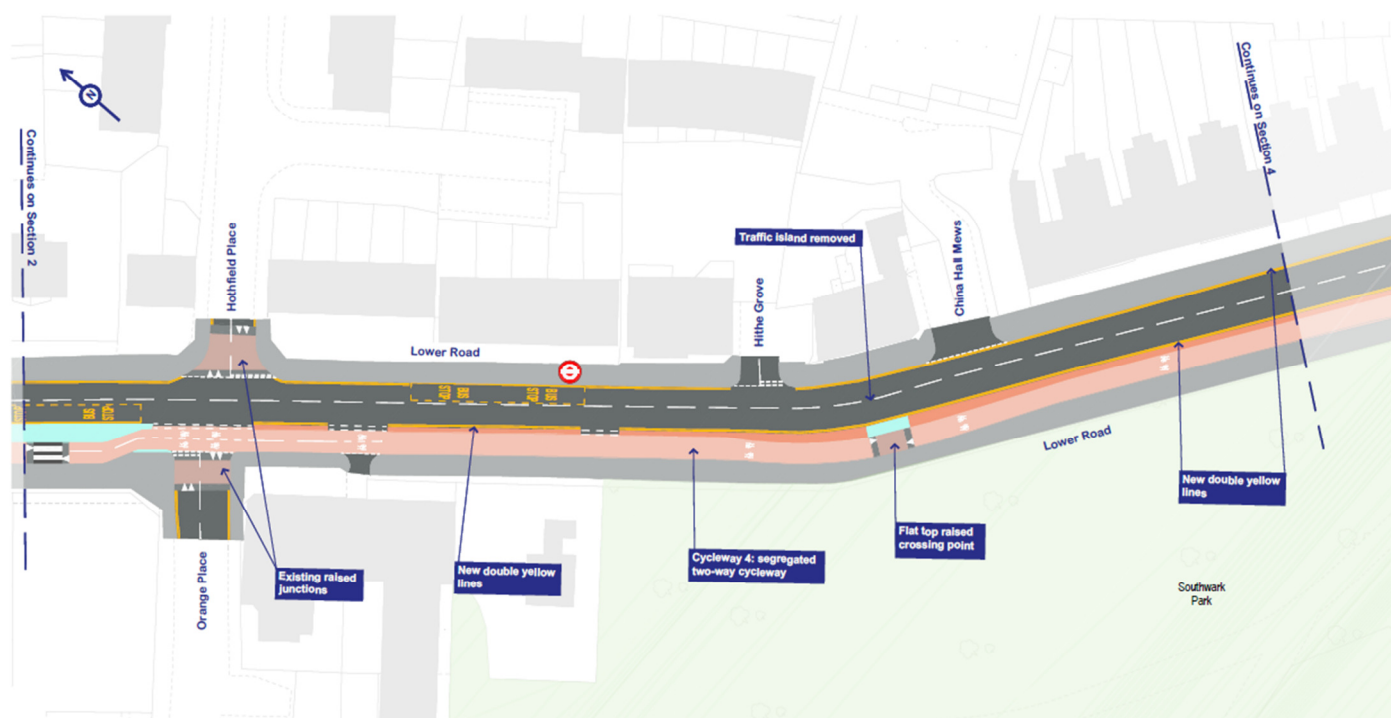 N
Continues on Section 2
Continues on Section 4
Hothfield Place
Lower Road
Traffic island removed
Hithe Grove
China Hall Mews
BUS
STOP
BUS
STOP
BUS
STOP
Lower Road
New double yellow
lines
Existing raised
junctions
Orange Place
New double yellow
lines
Cycleway 4: segregated
two-way cycleway
Flat top raised
crossing point
Southwark
Park